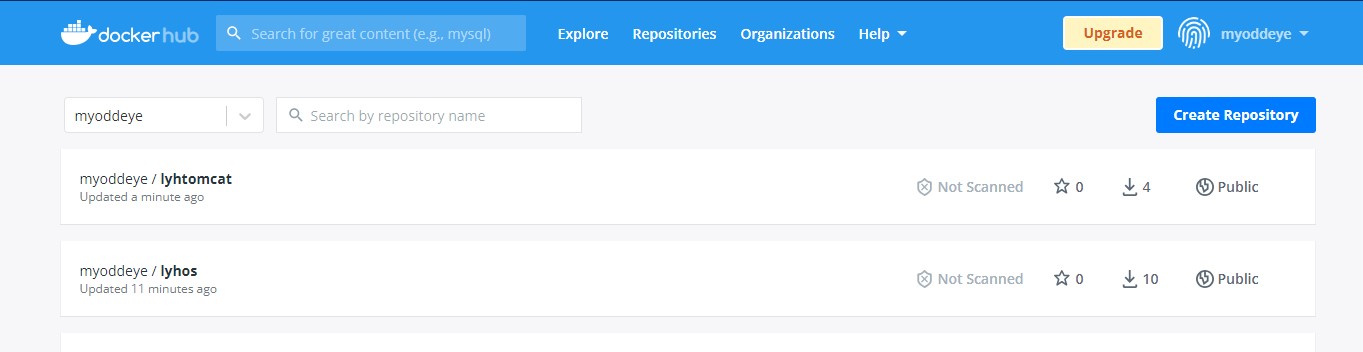 docker hub Search for great content (e.g., mysql) Explore Repositories Organizations Help Upgrade myoddeye
myoddeye Search by repository name Create Repository
myoddeye / lyhtomcat Not Scanned 0 4 Public
Updated a minute ago
myoddeye / lyhos Not Scanned 0 10 Public
Updated 11 minutes ago